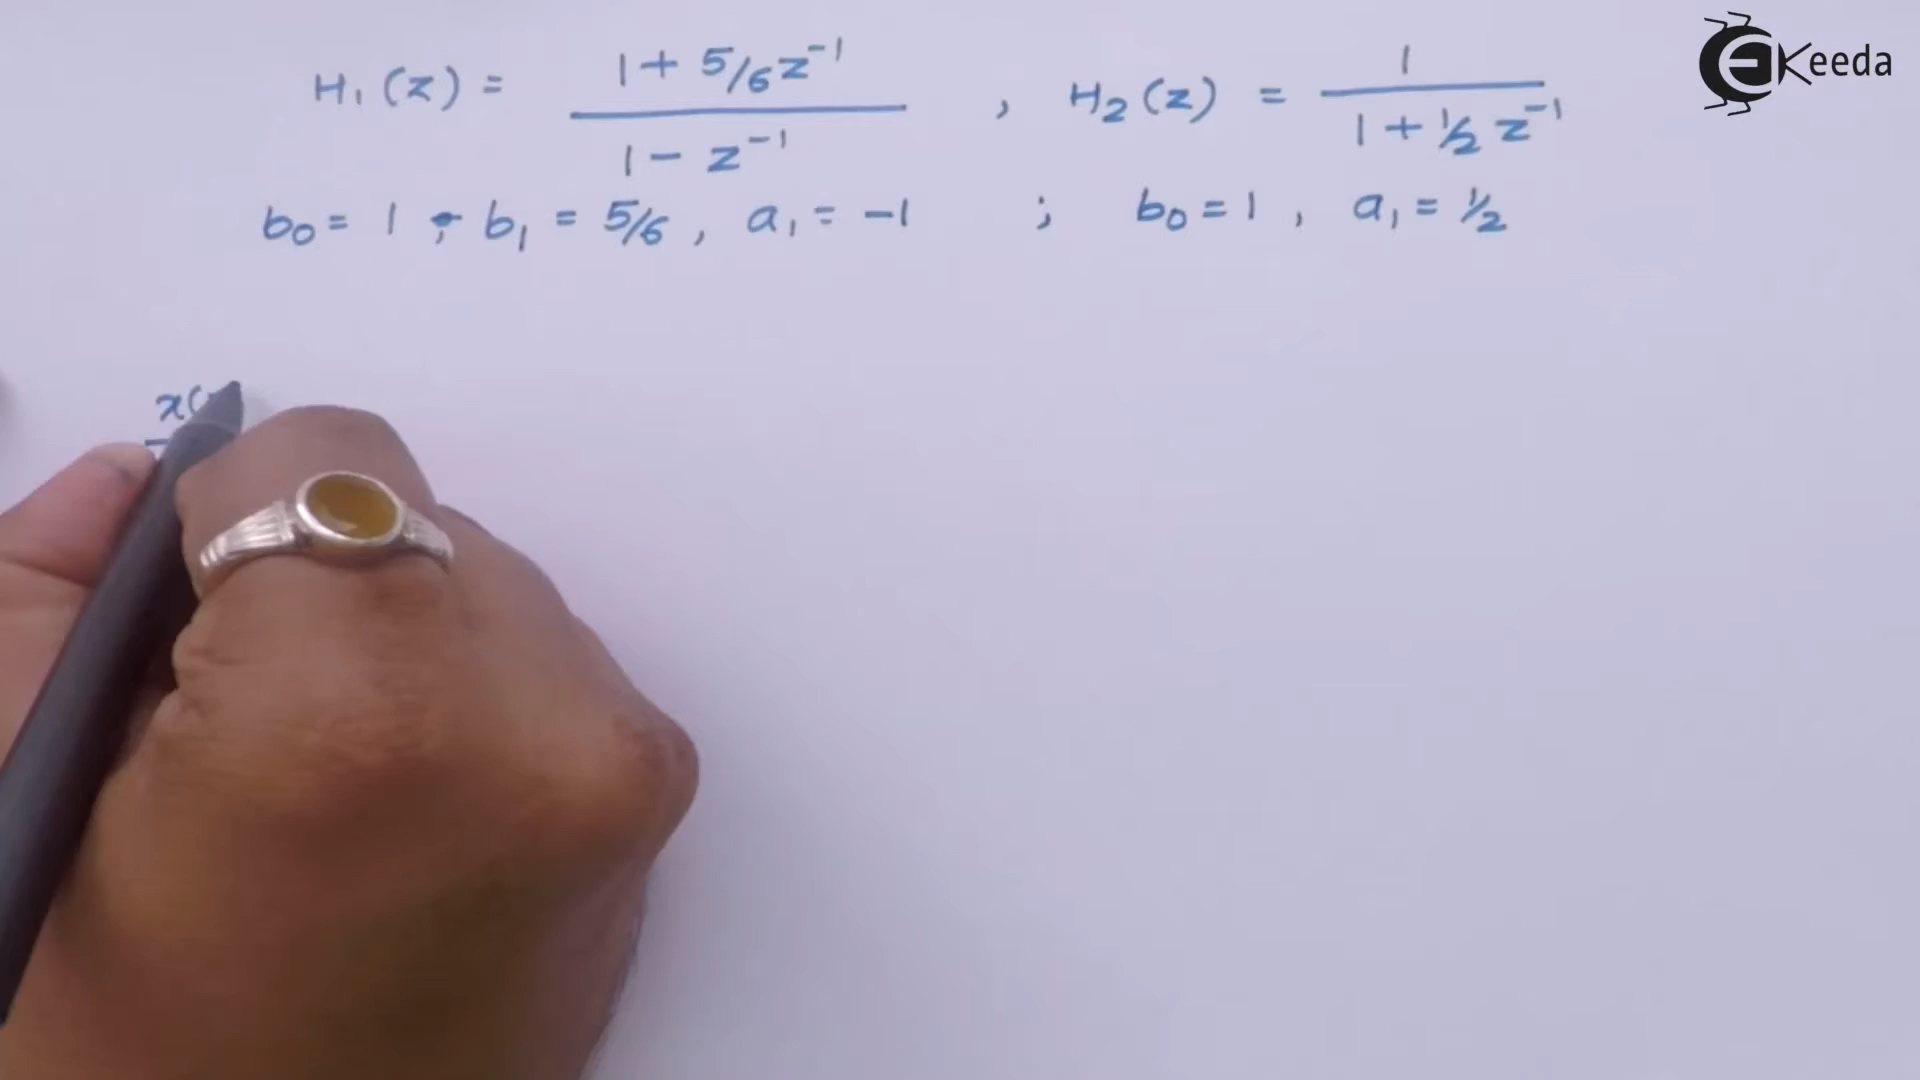 H₁(z) = (1 + 5/6 z⁻¹) / (1 - z⁻¹) , H₂(z) = 1 / (1 + 1/2 z⁻¹)
b₀ = 1 , b₁ = 5/6 , a₁ = -1 ; b₀ = 1 , a₁ = 1/2
x(
EKeeda